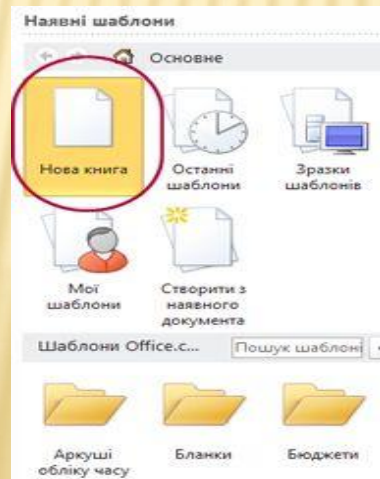 Наявні шаблони
Основне
Нова книга
Останні
шаблони
Зразки
шаблонів
Мої
шаблони
Створити з
наявного
документа
Шаблони Office.c...
Пошук шаблоні
Аркуші
обліку часу
Бланки
Бюджети